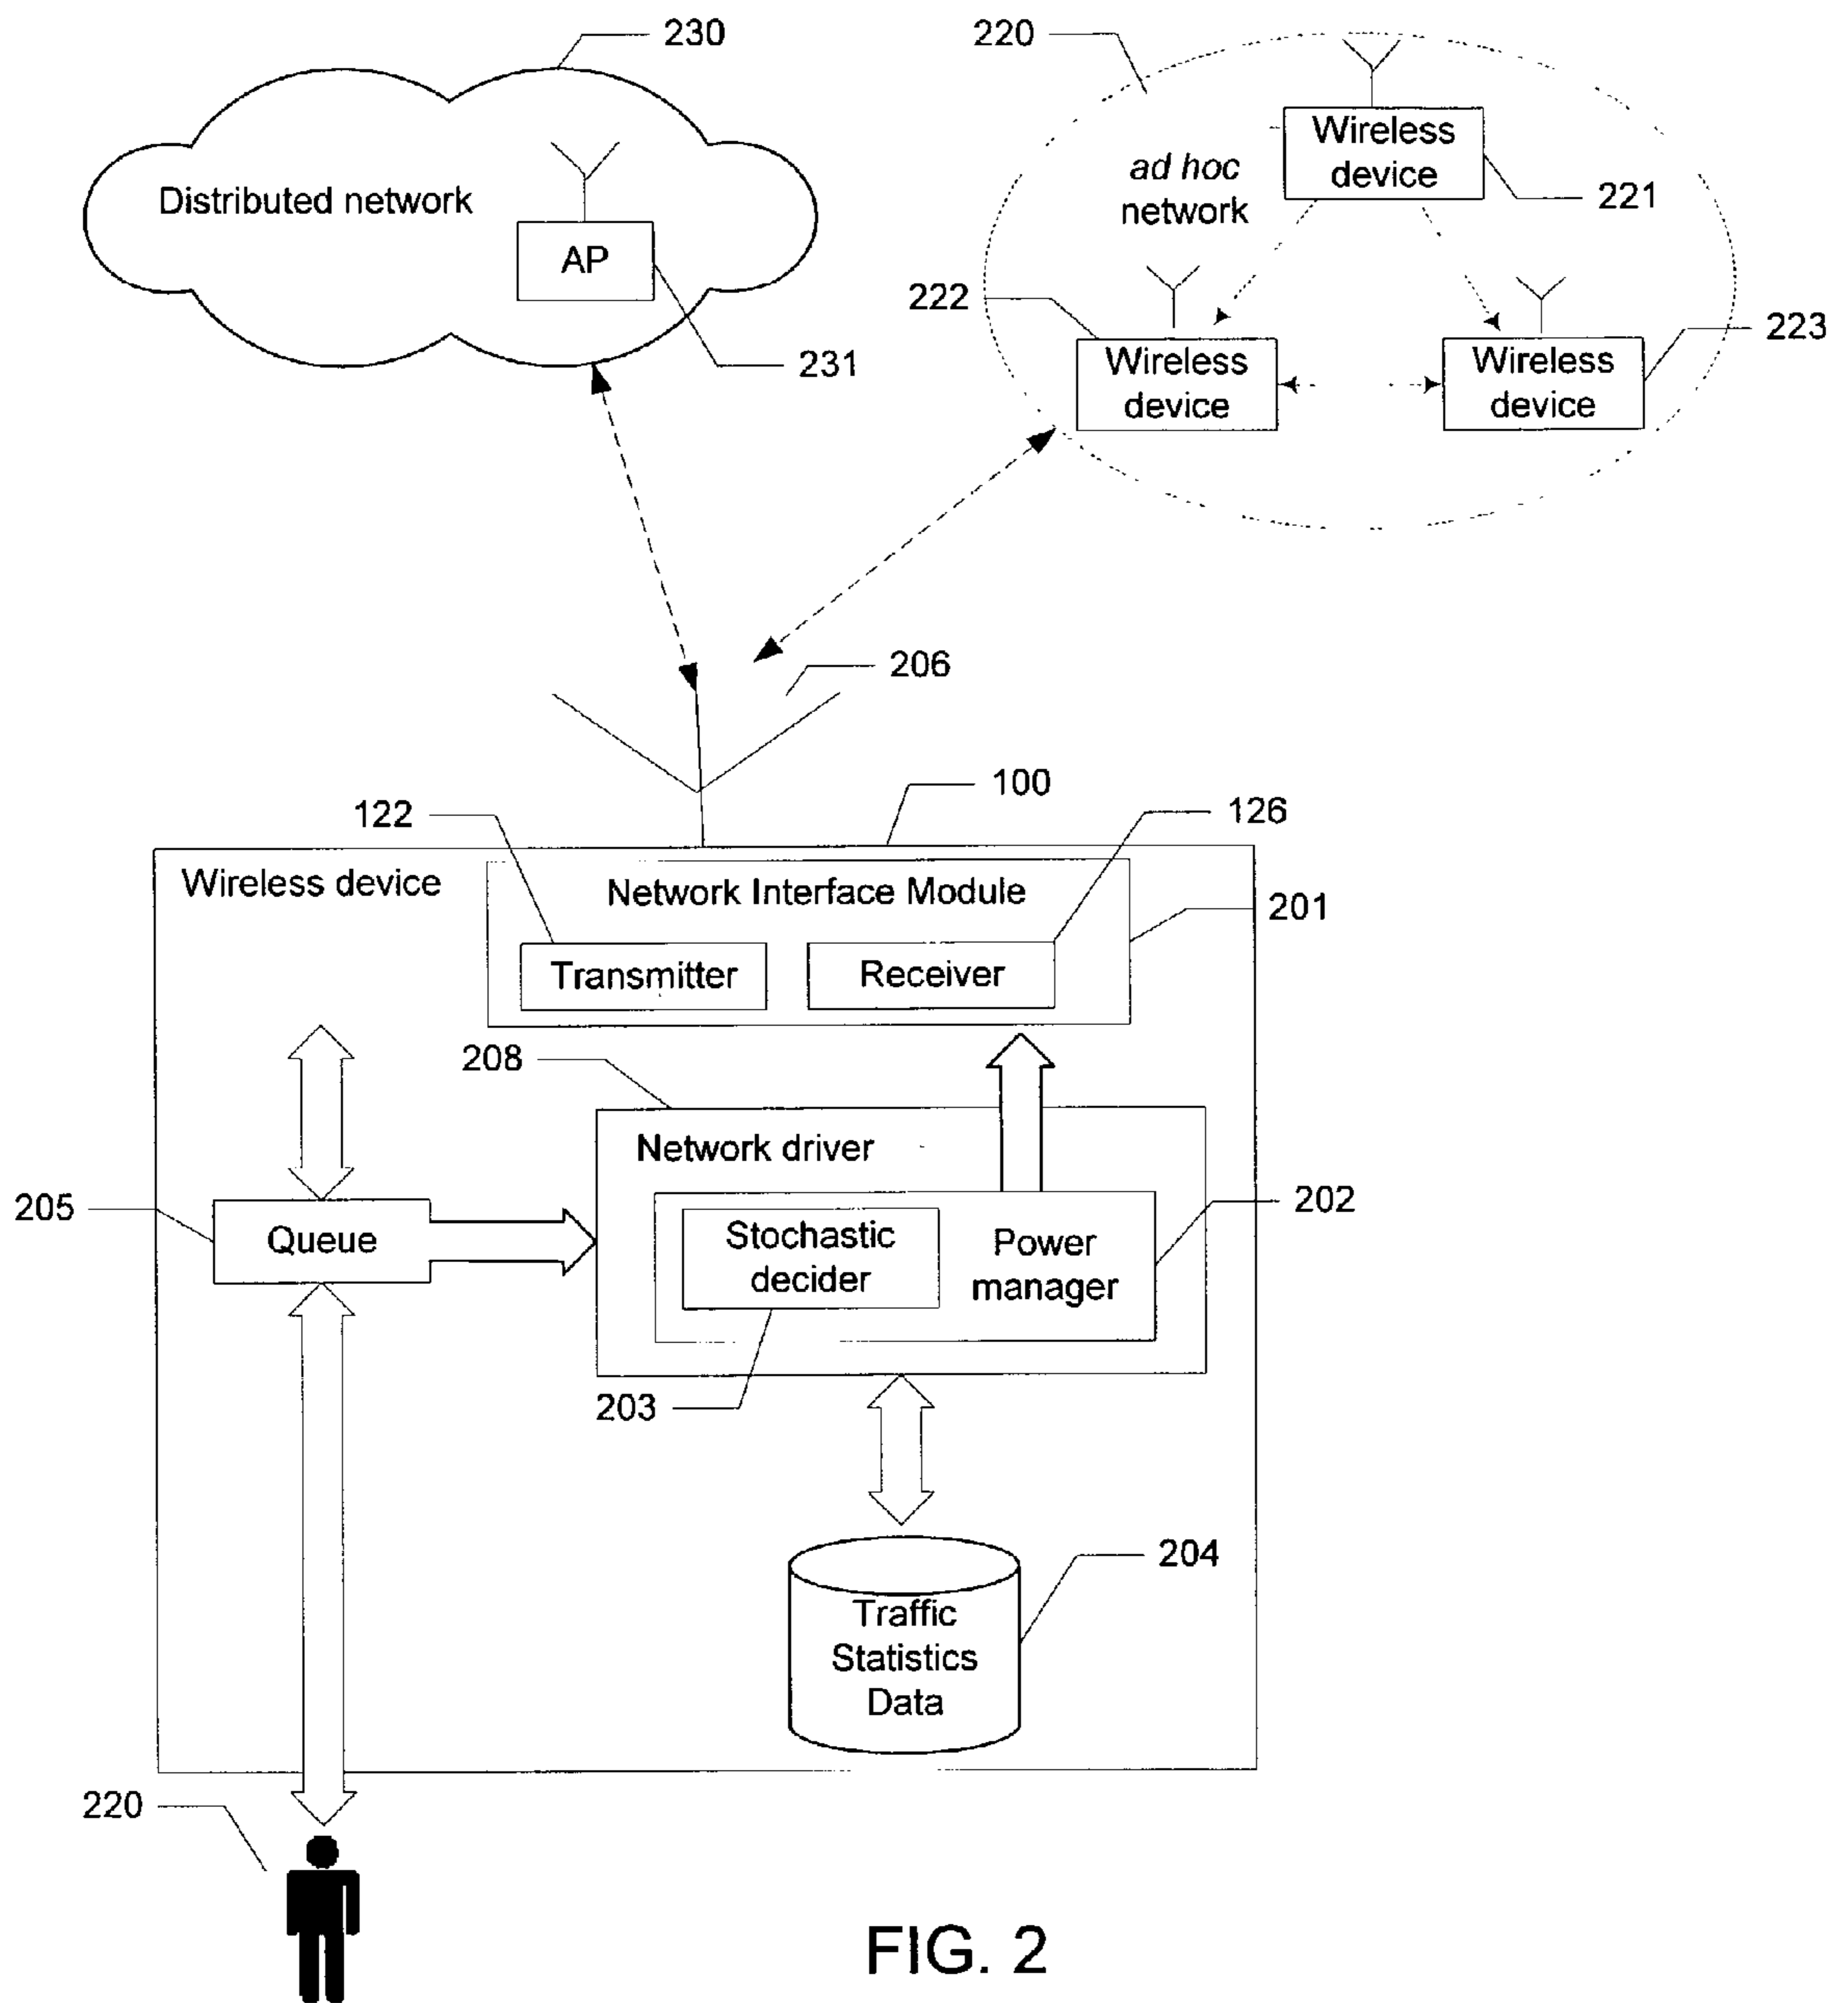 230
220
Wireless
device
ad hoc
network
221
Distributed network
AP
222
223
Wireless
device
Wireless
device
231
206
100
122
126
Wireless device
Network Interface Module
201
Transmitter
Receiver
208
Network driver
205
202
Queue
Stochastic
decider
Power
manager
203
204
Traffic
Statistics
Data
220
FIG. 2